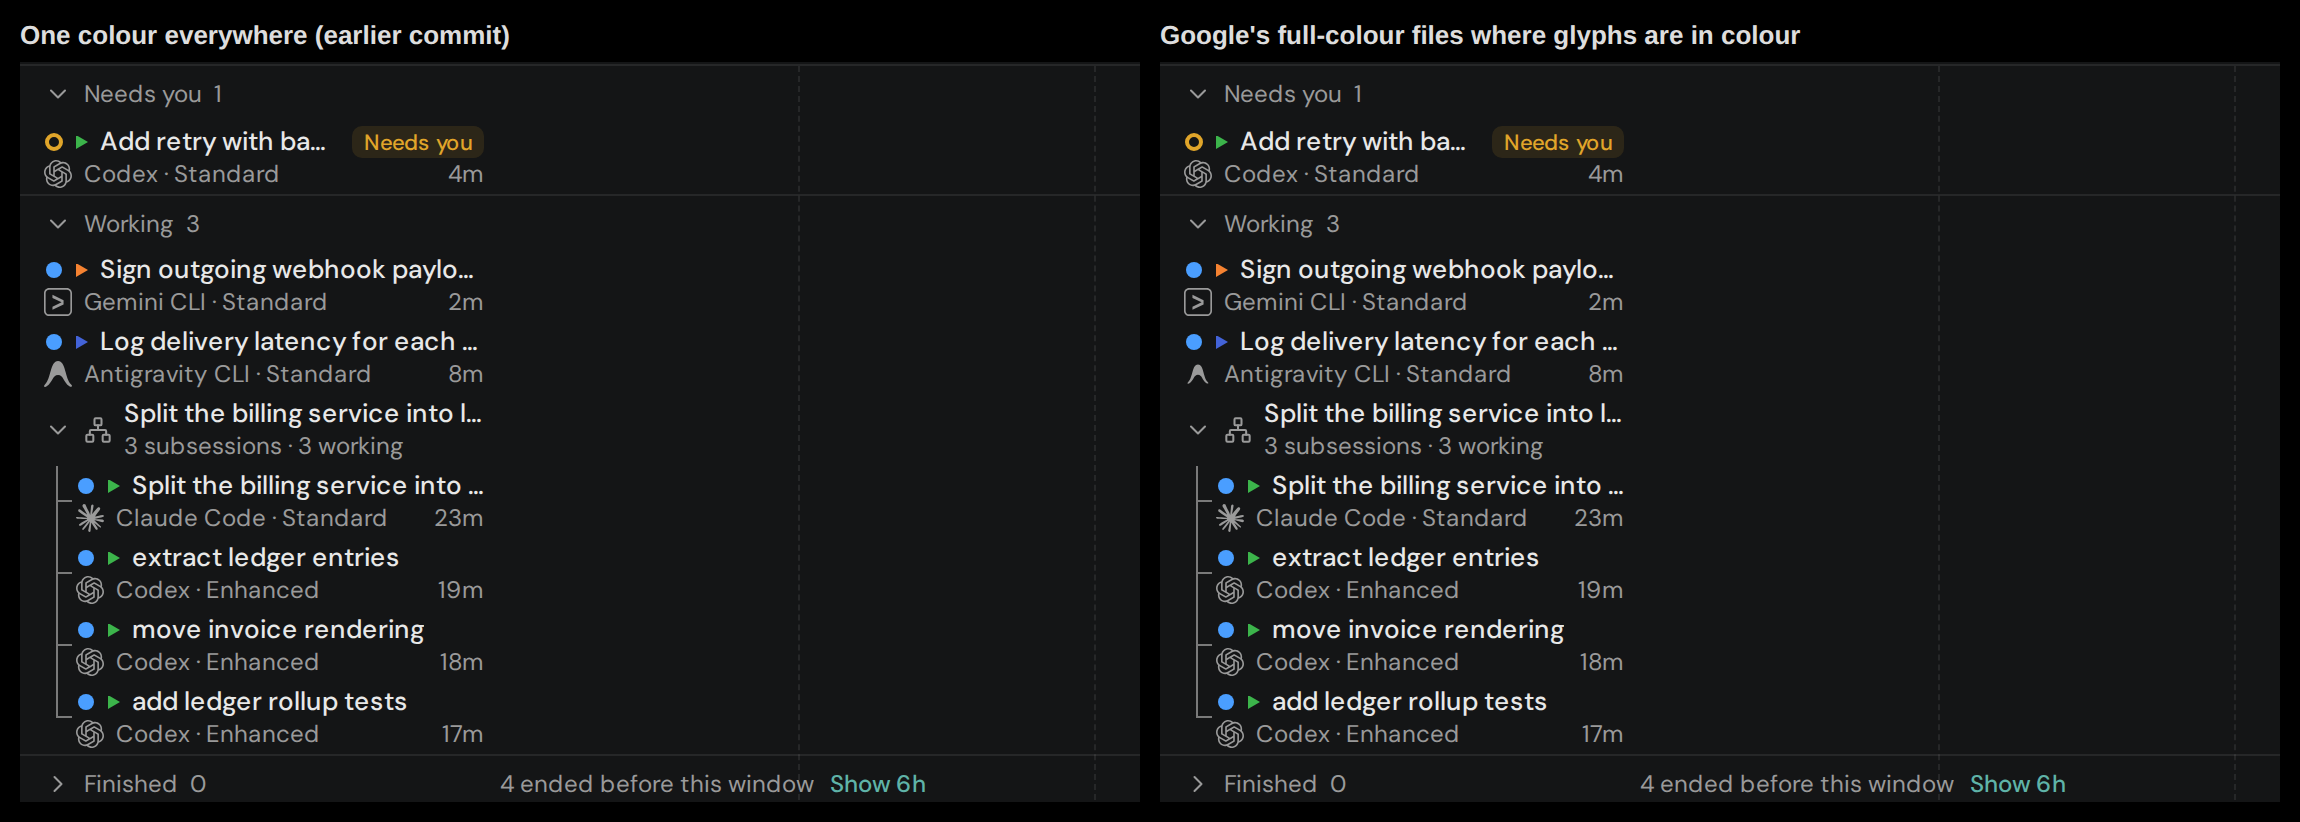 One colour everywhere (earlier commit)
Needs you 1
Add retry with ba... Needs you
Codex · Standard 4m
Working 3
Sign outgoing webhook paylo...
Gemini CLI · Standard 2m
Log delivery latency for each ...
Antigravity CLI · Standard 8m
Split the billing service into l...
3 subsessions · 3 working
Split the billing service into ...
Claude Code · Standard 23m
extract ledger entries
Codex · Enhanced 19m
move invoice rendering
Codex · Enhanced 18m
add ledger rollup tests
Codex · Enhanced 17m
Finished 0 4 ended before this window Show 6h
Google's full-colour files where glyphs are in colour
Needs you 1
Add retry with ba... Needs you
Codex · Standard 4m
Working 3
Sign outgoing webhook paylo...
Gemini CLI · Standard 2m
Log delivery latency for each ...
Antigravity CLI · Standard 8m
Split the billing service into l...
3 subsessions · 3 working
Split the billing service into ...
Claude Code · Standard 23m
extract ledger entries
Codex · Enhanced 19m
move invoice rendering
Codex · Enhanced 18m
add ledger rollup tests
Codex · Enhanced 17m
Finished 0 4 ended before this window Show 6h